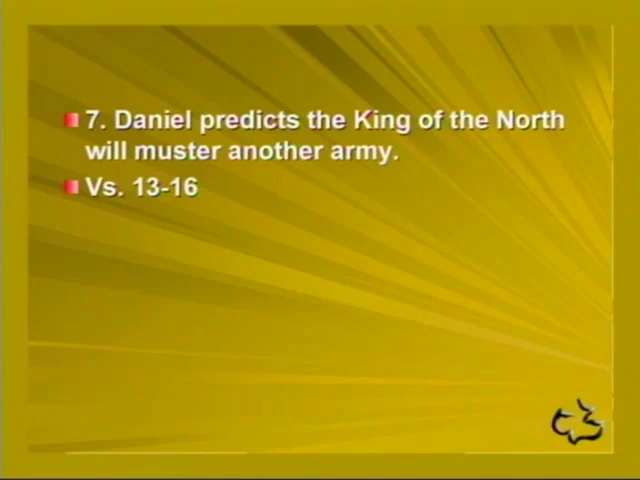 7. Daniel predicts the King of the North
will muster another army.
Vs. 13-16